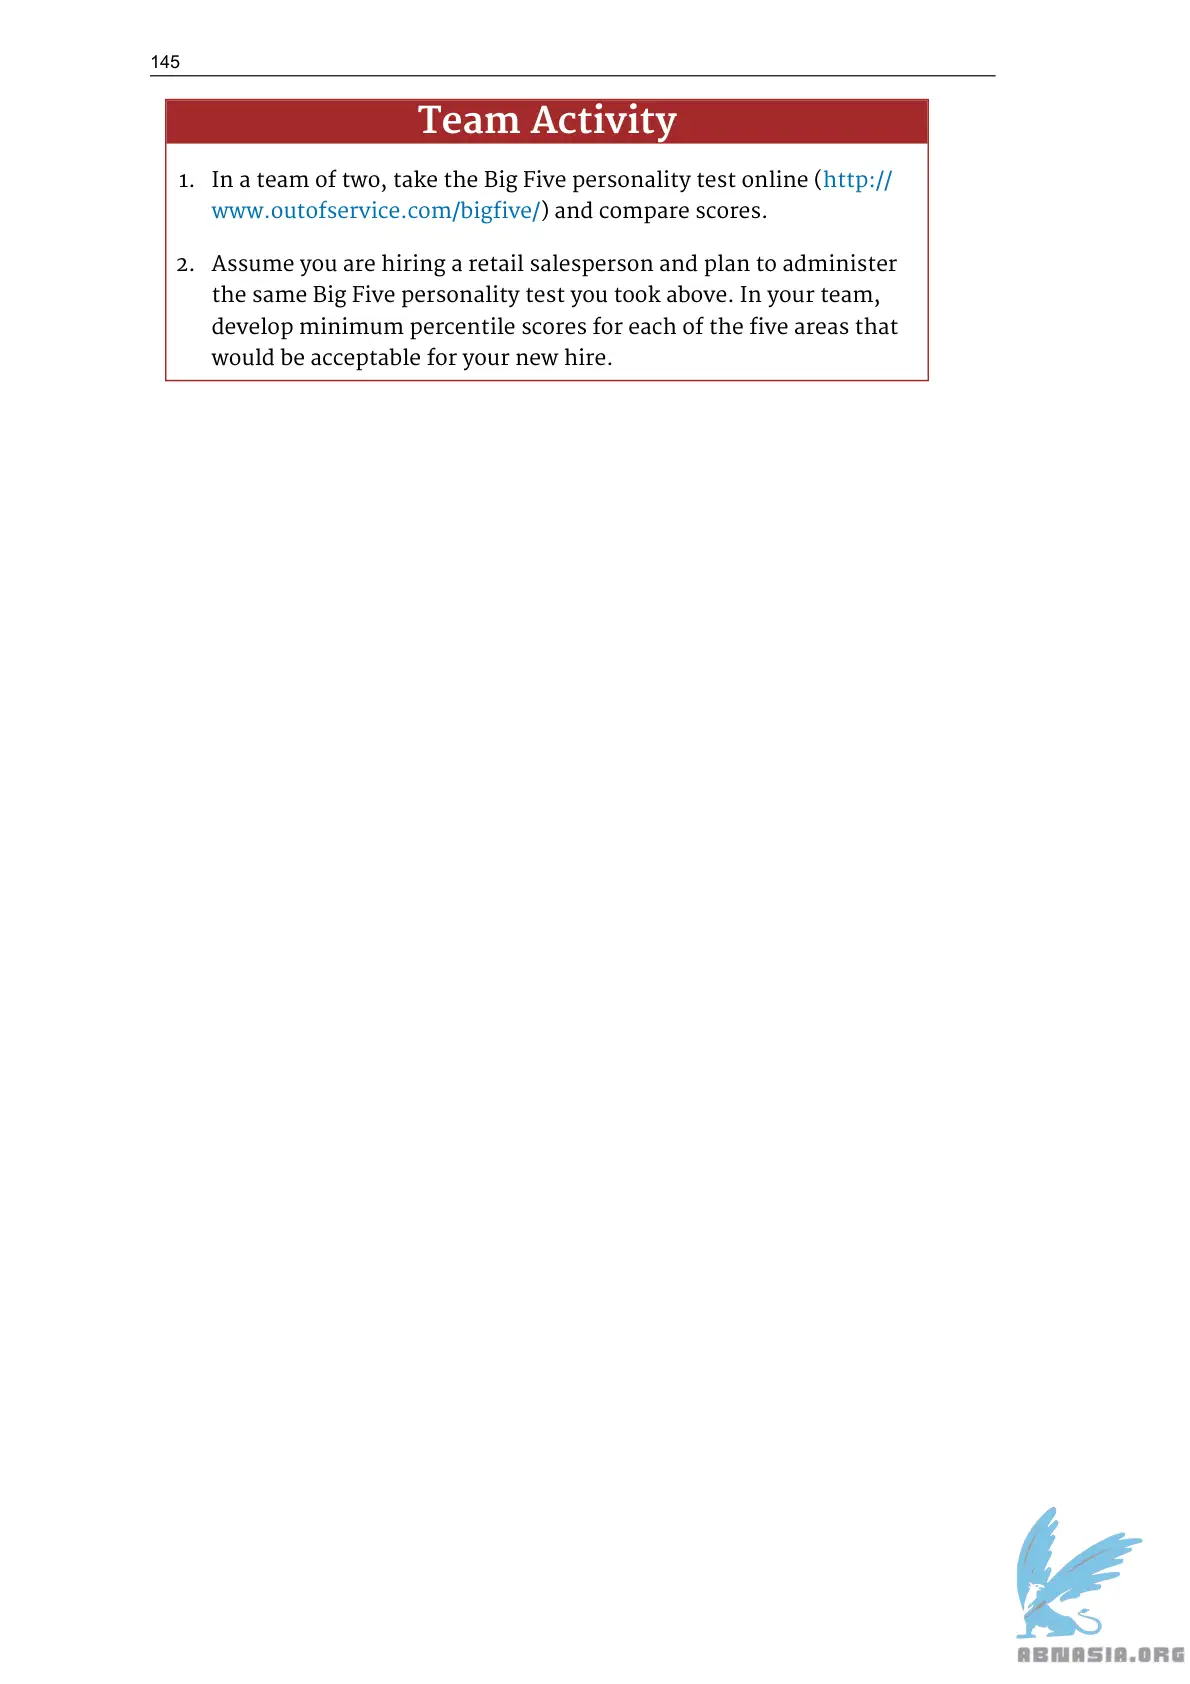 145
Team Activity
1. In a team of two, take the Big Five personality test online (http://
www.outofservice.com/bigfive/) and compare scores.
2. Assume you are hiring a retail salesperson and plan to administer
the same Big Five personality test you took above. In your team,
develop minimum percentile scores for each of the five areas that
would be acceptable for your new hire.
ABNASIA.ORG